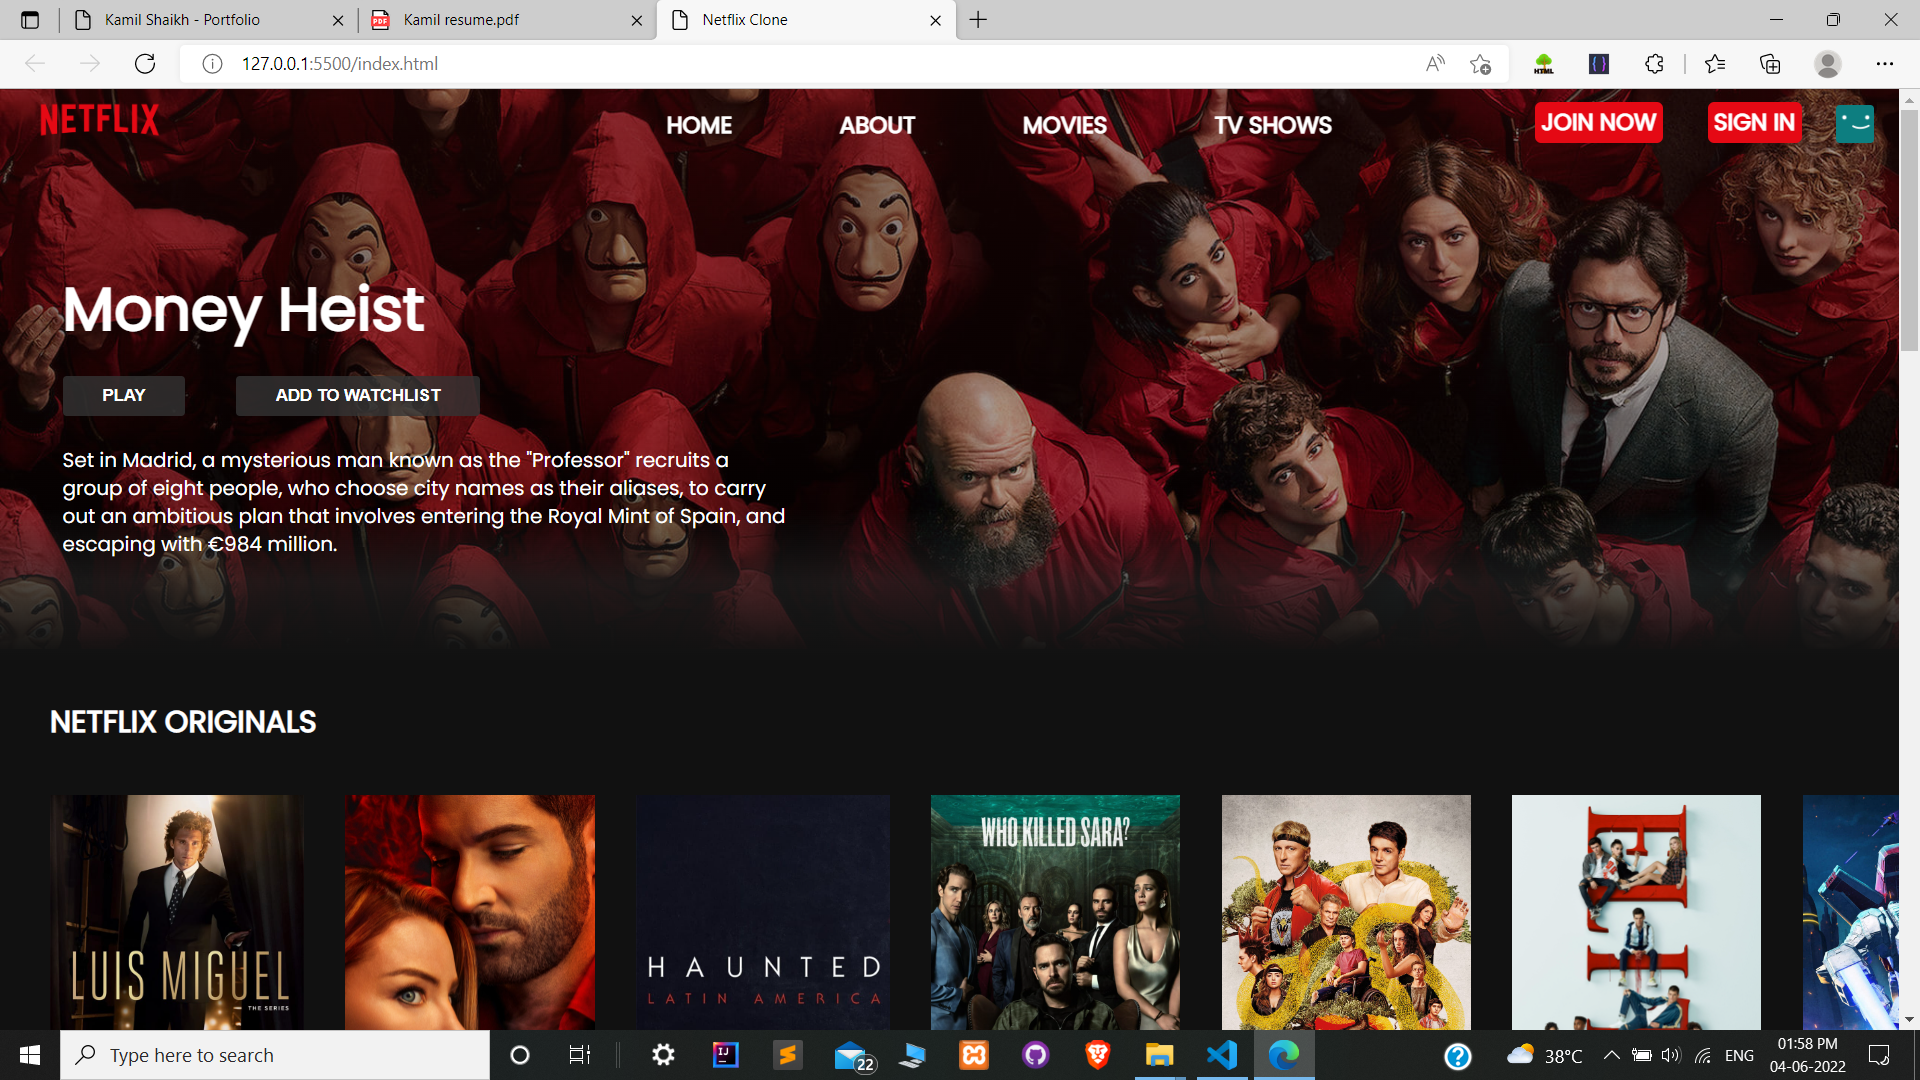 Kamil Shaikh - Portfolio
Kamil resume.pdf
Netflix Clone
127.0.0.1:5500/index.html
NETFLIX
HOME
ABOUT
MOVIES
TV SHOWS
JOIN NOW
SIGN IN
Money Heist
PLAY
ADD TO WATCHLIST
Set in Madrid, a mysterious man known as the "Professor" recruits a
group of eight people, who choose city names as their aliases, to carry
out an ambitious plan that involves entering the Royal Mint of Spain, and
escaping with €984 million.
NETFLIX ORIGINALS
LUIS MIGUEL
THE SERIES
HAUNTED
LATIN AMERICA
WHO KILLED SARA?
Type here to search
22
38°C
ENG
01:58 PM
04-06-2022